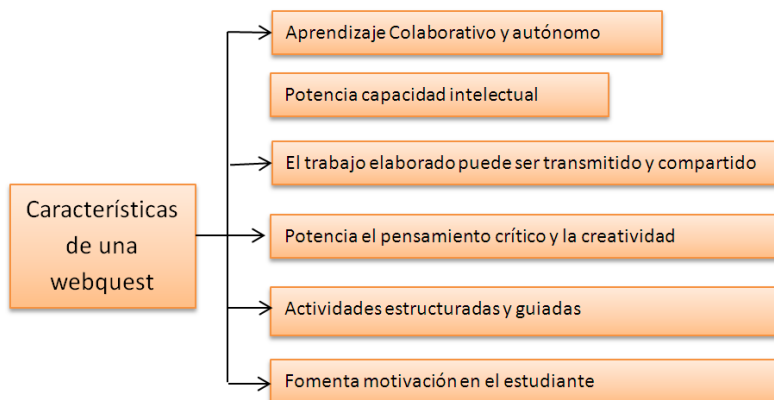 Aprendizaje Colaborativo y autónomo
Potencia capacidad intelectual
El trabajo elaborado puede ser transmitido y compartido
Características
de una
webquest
Potencia el pensamiento crítico y la creatividad
Actividades estructuradas y guiadas
Fomenta motivación en el estudiante